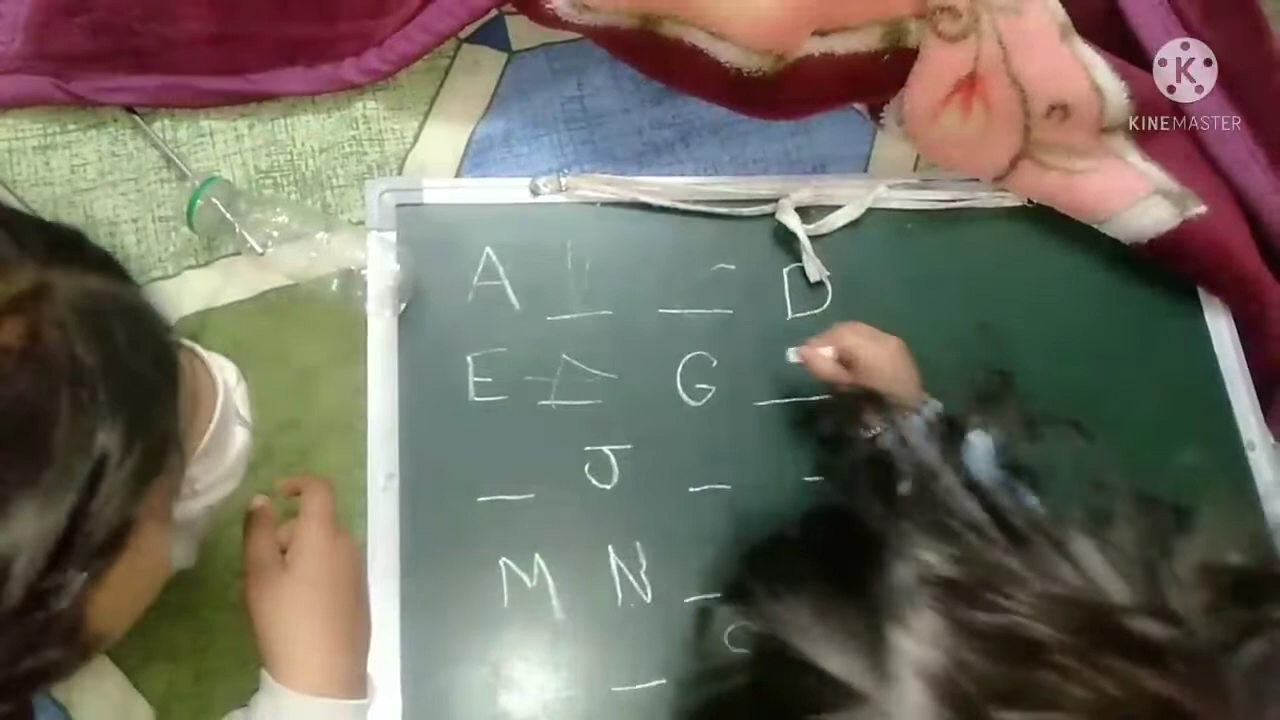 K
KINEMASTER
A _ _ D
E _ G _
_ J _ _
M N _
_